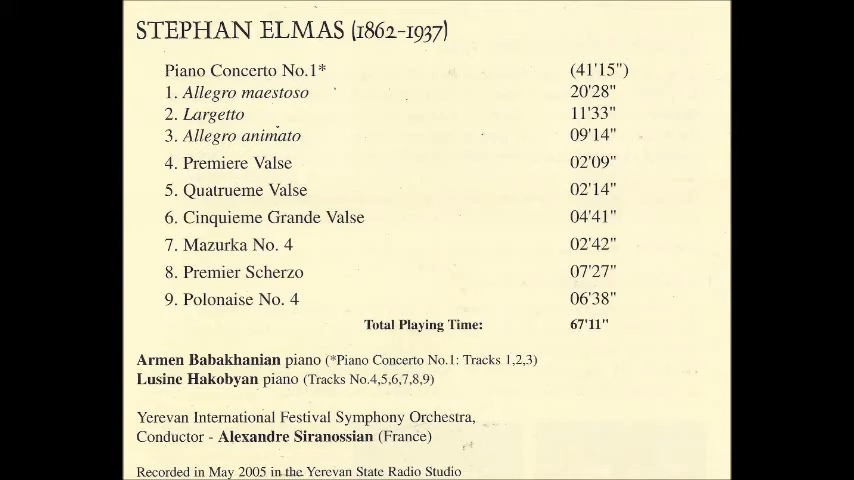 STEPHAN ELMAS (1862-1937)
Piano Concerto No.1* (41'15")
1. Allegro maestoso 20'28"
2. Largetto 11'33"
3. Allegro animato 09'14"
4. Premiere Valse 02'09"
5. Quatrueme Valse 02'14"
6. Cinquieme Grande Valse 04'41"
7. Mazurka No. 4 02'42"
8. Premier Scherzo 07'27"
9. Polonaise No. 4 06'38"
Total Playing Time: 67'11"
Armen Babakhanian piano (*Piano Concerto No.1: Tracks 1,2,3)
Lusine Hakobyan piano (Tracks No.4,5,6,7,8,9)
Yerevan International Festival Symphony Orchestra,
Conductor - Alexandre Siranossian (France)
Recorded in May 2005 in the Yerevan State Radio Studio